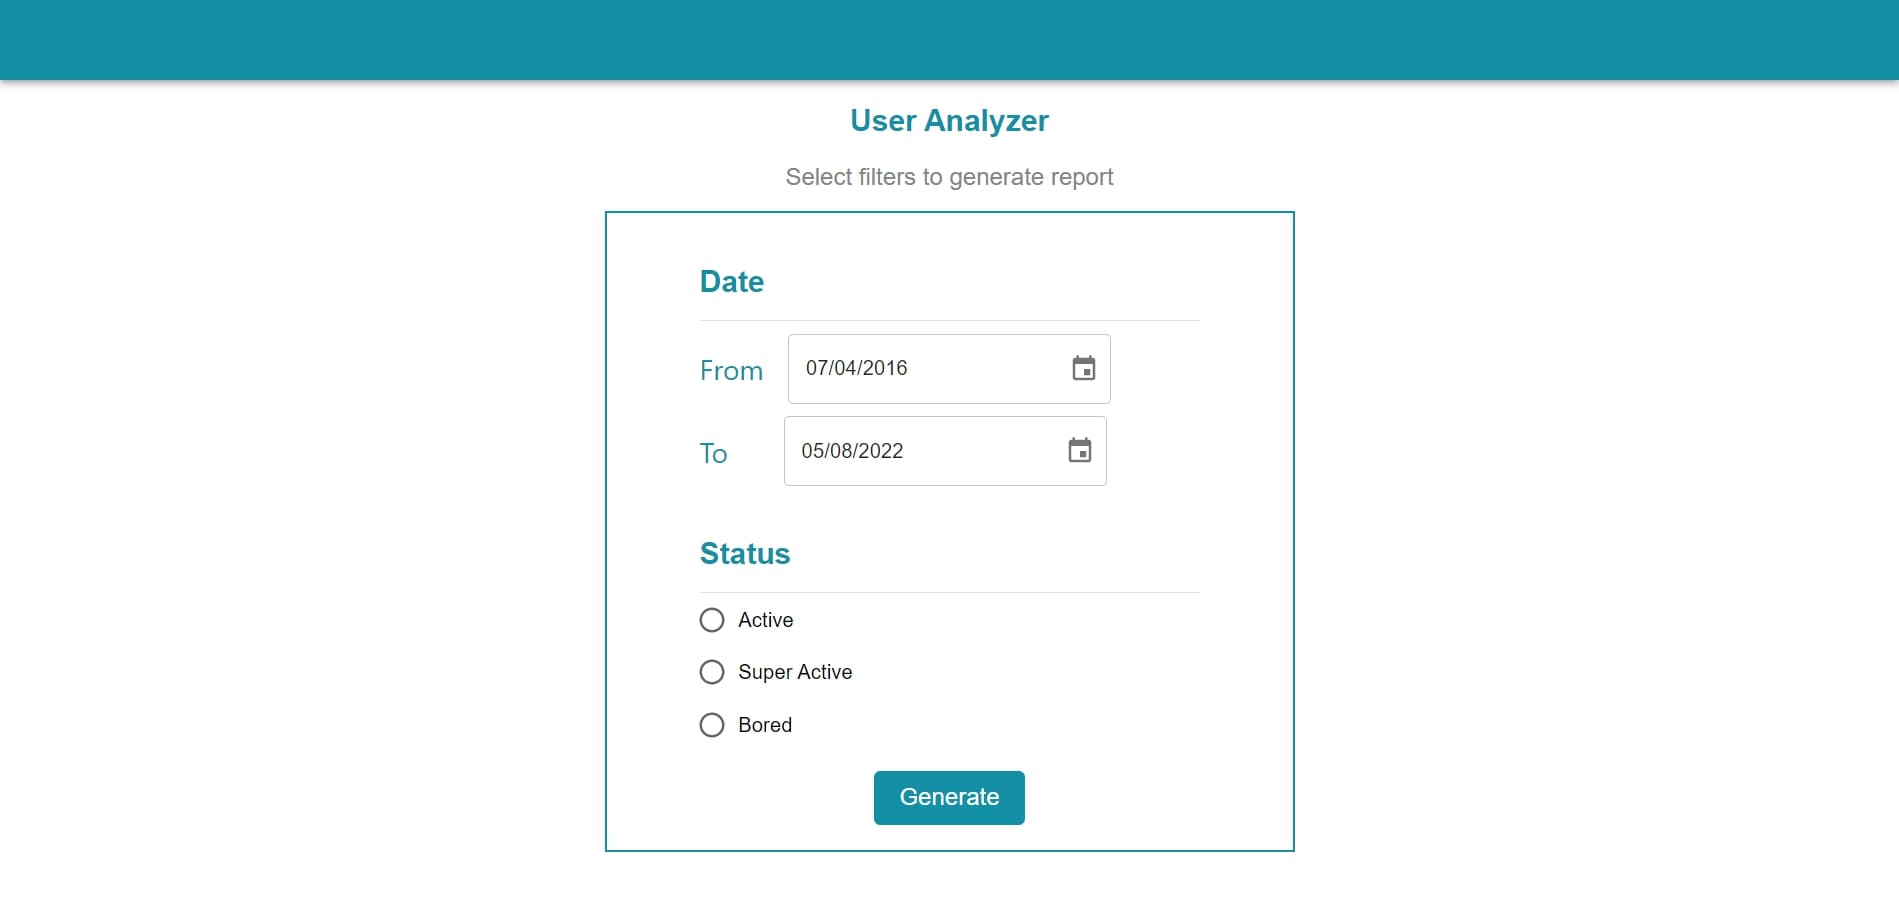 User Analyzer
Select filters to generate report
Date
From 07/04/2016
To 05/08/2022
Status
Active
Super Active
Bored
Generate